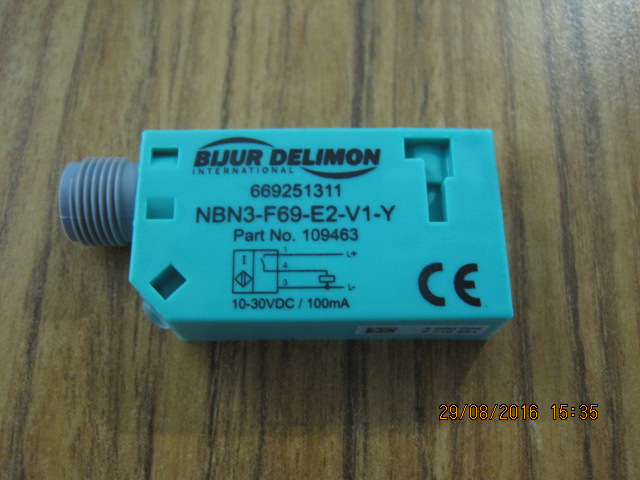 BIJUR DELIMON
INTERNATIONAL
669251311
NBN3-F69-E2-V1-Y
Part No. 109463
I
1
L+
4
3
L-
10-30VDC / 100mA
CE
29/08/2016 15:35